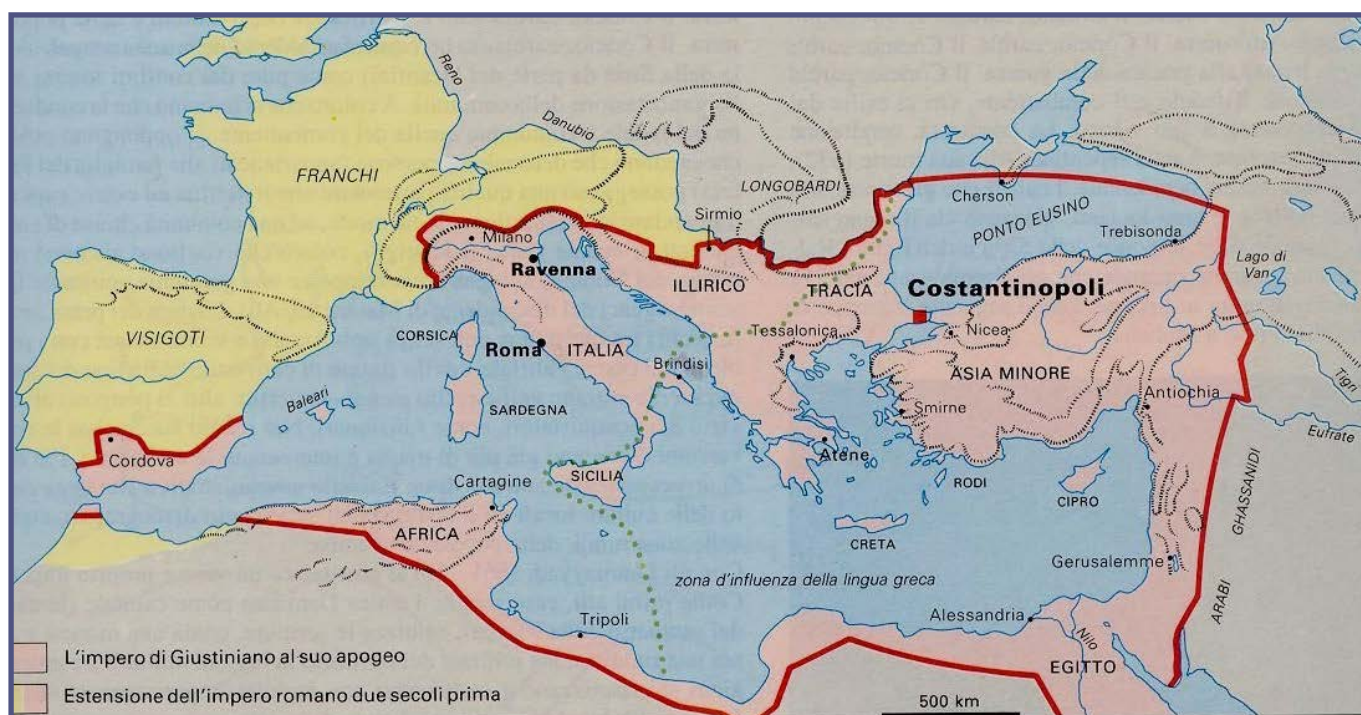 Reno
Danubio
FRANCHI
LONGOBARDI
Cherson
PONTO EUSINO
Sirmio
Trebisonda
Milano
Lago di
Van
Ravenna
ILLIRICO
TRACIA
Costantinopoli
VISIGOTI
CORSICA
Tessalonica
Nicea
Roma
ITALIA
Brindisi
ASIA MINORE
Tigri
Baleari
SARDEGNA
Smirne
Antiochia
Eufrate
Cordova
Atene
SICILIA
Cartagine
RODI
CIPRO
GHASSANIDI
AFRICA
CRETA
Gerusalemme
ARABI
zona d'influenza della lingua greca
Alessandria
Tripoli
Nilo
L'impero di Giustiniano al suo apogeo
EGITTO
Estensione dell'impero romano due secoli prima
500 km